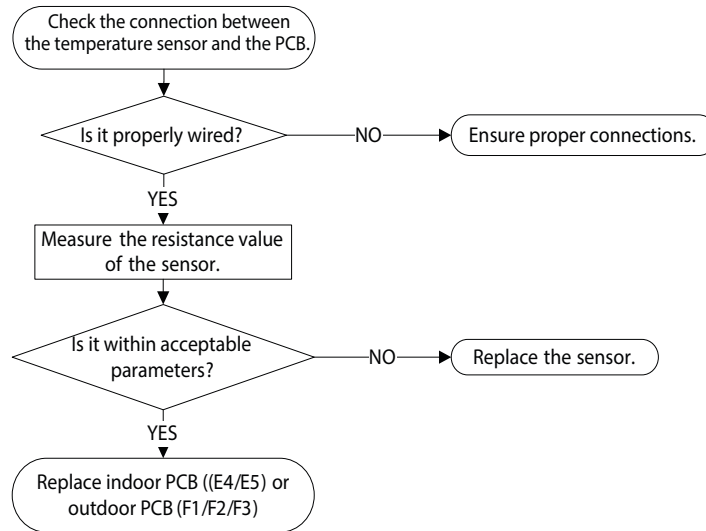 Check the connection between
the temperature sensor and the PCB.
Is it properly wired?
NO
Ensure proper connections.
YES
Measure the resistance value
of the sensor.
Is it within acceptable
parameters?
NO
Replace the sensor.
YES
Replace indoor PCB ((E4/E5) or
outdoor PCB (F1/F2/F3)